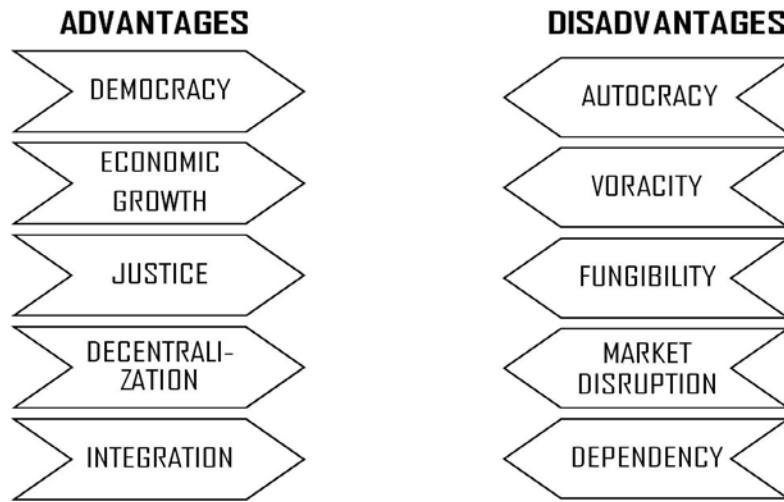 ADVANTAGES
DEMOCRACY
ECONOMIC
GROWTH
JUSTICE
DECENTRALI-
ZATION
INTEGRATION
DISADVANTAGES
AUTOCRACY
VORACITY
FUNGIBILITY
MARKET
DISRUPTION
DEPENDENCY